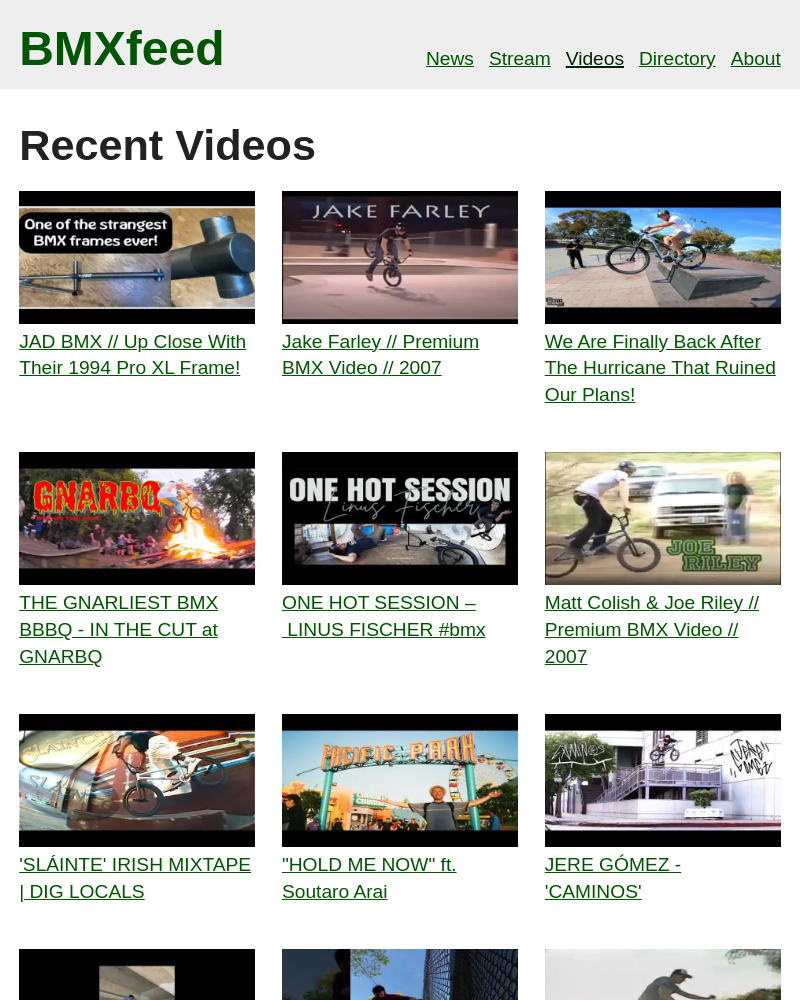 BMXfeed
News Stream Videos Directory About
Recent Videos
One of the strangest
BMX frames ever!
JAKE FARLEY
JAD BMX // Up Close With
Their 1994 Pro XL Frame!
Jake Farley // Premium
BMX Video // 2007
We Are Finally Back After
The Hurricane That Ruined
Our Plans!
GNARBQ
ONE HOT SESSION
Linus Fischer
JOE
RILEY
THE GNARLIEST BMX
BBBQ - IN THE CUT at
GNARBQ
ONE HOT SESSION –
LINUS FISCHER #bmx
Matt Colish & Joe Riley //
Premium BMX Video //
2007
SLÁINTE
PACIFIC PARK
CAMINOS
JERE
GÓMEZ
'SLÁINTE' IRISH MIXTAPE
| DIG LOCALS
"HOLD ME NOW" ft.
Soutaro Arai
JERE GÓMEZ -
'CAMINOS'